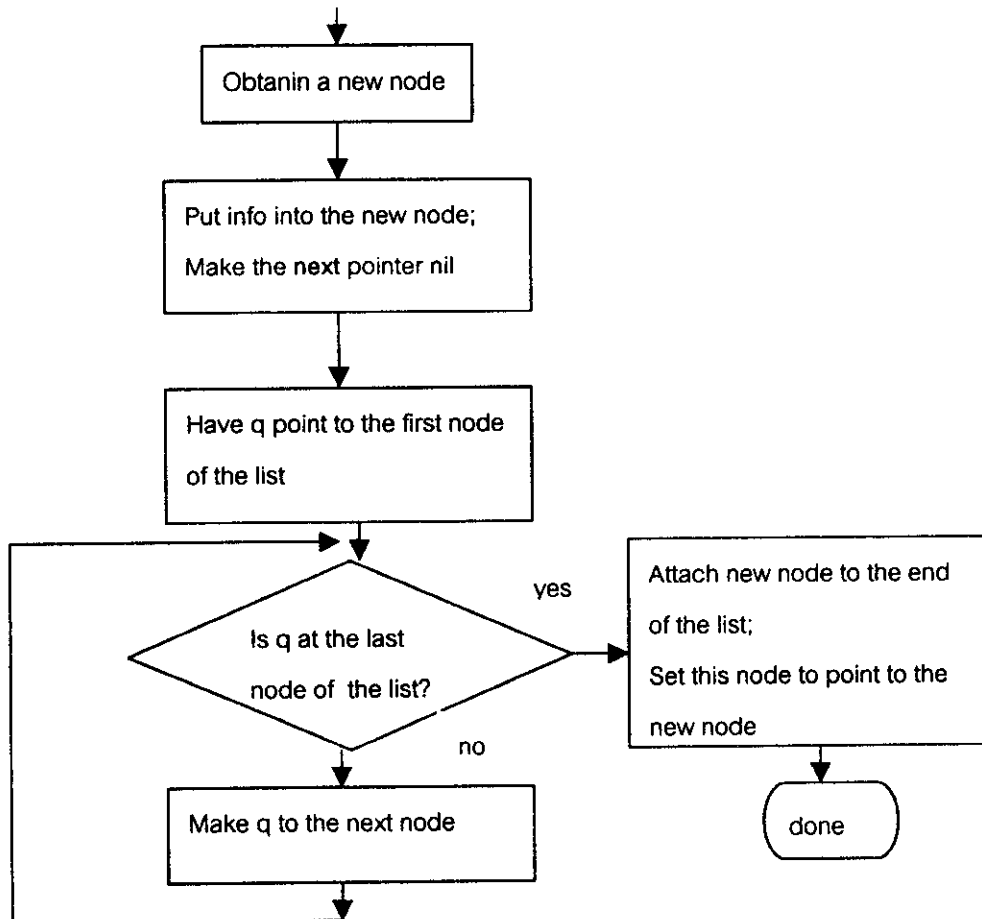 Obtanin a new node
Put info into the new node;
Make the next pointer nil
Have q point to the first node
of the list
Is q at the last
node of the list?
yes
Attach new node to the end
of the list;
Set this node to point to the
new node
no
Make q to the next node
done